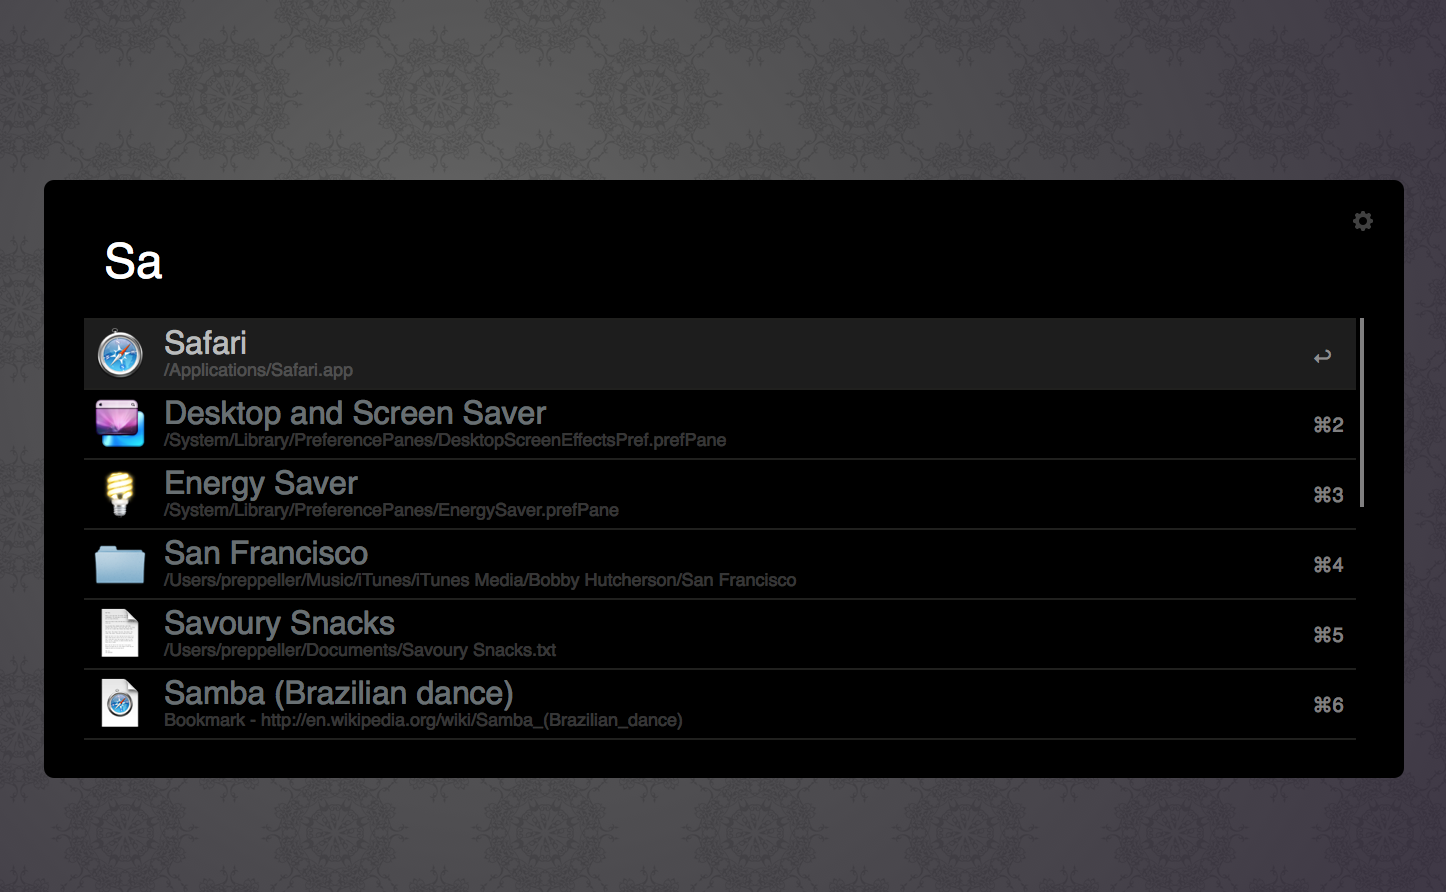 Sa
Safari
/Applications/Safari.app
↩
Desktop and Screen Saver
/System/Library/PreferencePanes/DesktopScreenEffectsPref.prefPane
⌘2
Energy Saver
/System/Library/PreferencePanes/EnergySaver.prefPane
⌘3
San Francisco
/Users/preppeller/Music/iTunes/iTunes Media/Bobby Hutcherson/San Francisco
⌘4
Savoury Snacks
/Users/preppeller/Documents/Savoury Snacks.txt
⌘5
Samba (Brazilian dance)
Bookmark - http://en.wikipedia.org/wiki/Samba_(Brazilian_dance)
⌘6